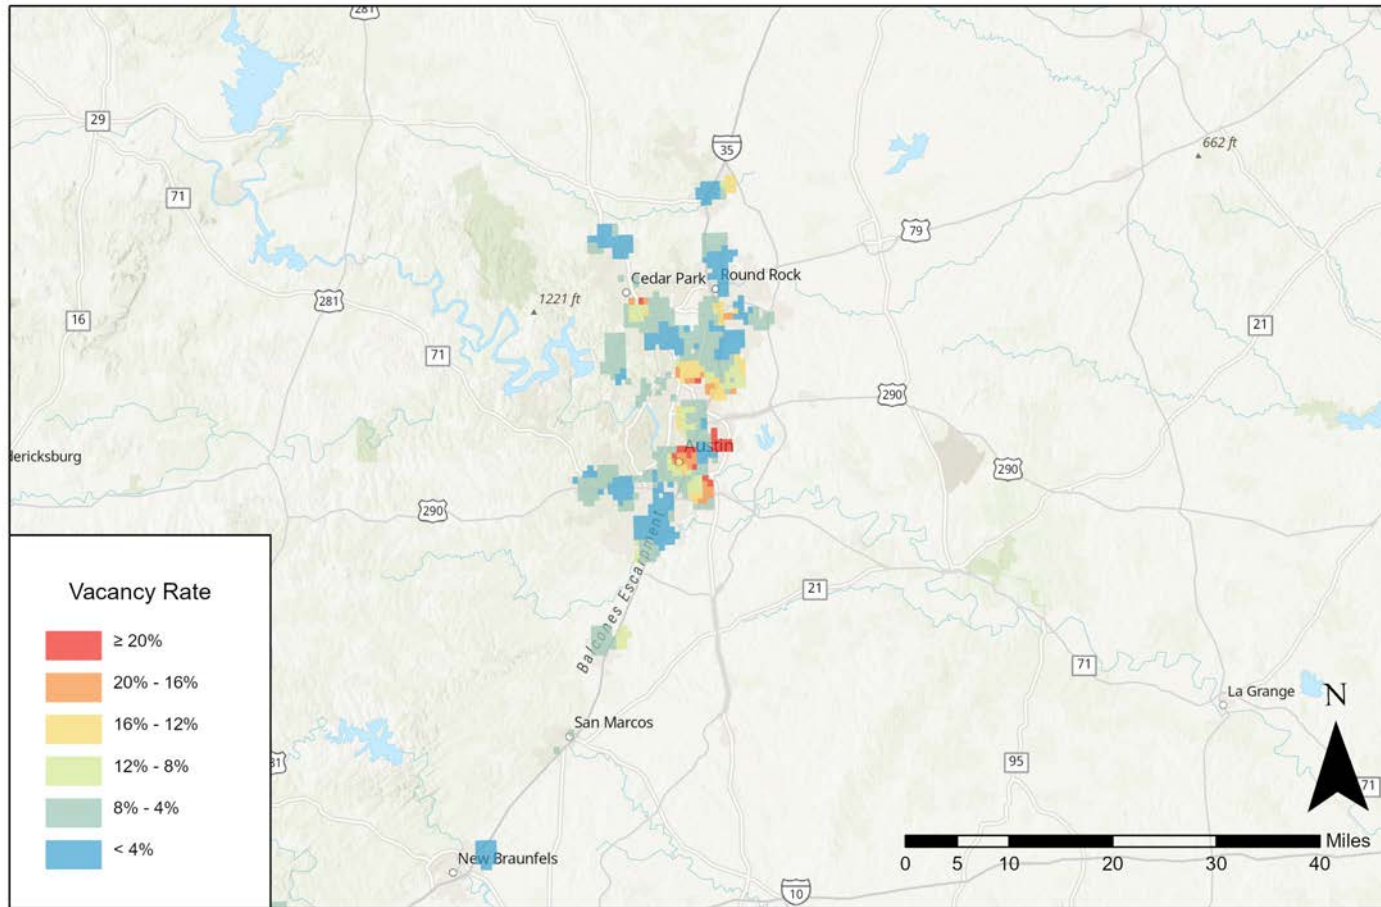 281
29
35
662 ft
71
79
Cedar Park
Round Rock
1221 ft
281
16
21
71
290
Austin
dericksburg
290
290
Balcones Escarpment
Vacancy Rate
≥ 20%
20% - 16%
16% - 12%
12% - 8%
8% - 4%
< 4%
21
71
La Grange
N
San Marcos
95
71
Miles
0
5
10
20
30
40
New Braunfels
10